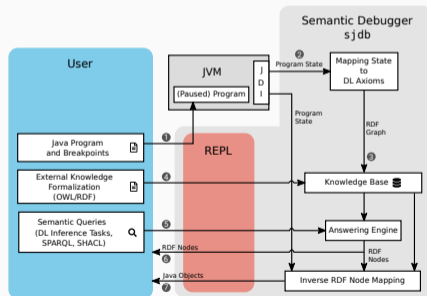 Semantic Debugger
sjdb
User
JVM
(Paused) Program
J
D
I
2
Program State
Mapping State
to
DL Axioms
Program
State
RDF
Graph
1
Java Program
and Breakpoints
REPL
3
4
External Knowledge
Formalization
(OWL/RDF)
Knowledge Base
5
Semantic Queries
(DL Inference Tasks,
SPARQL, SHACL)
Answering Engine
RDF Nodes
6
RDF
Nodes
Java Objects
7
Inverse RDF Node Mapping